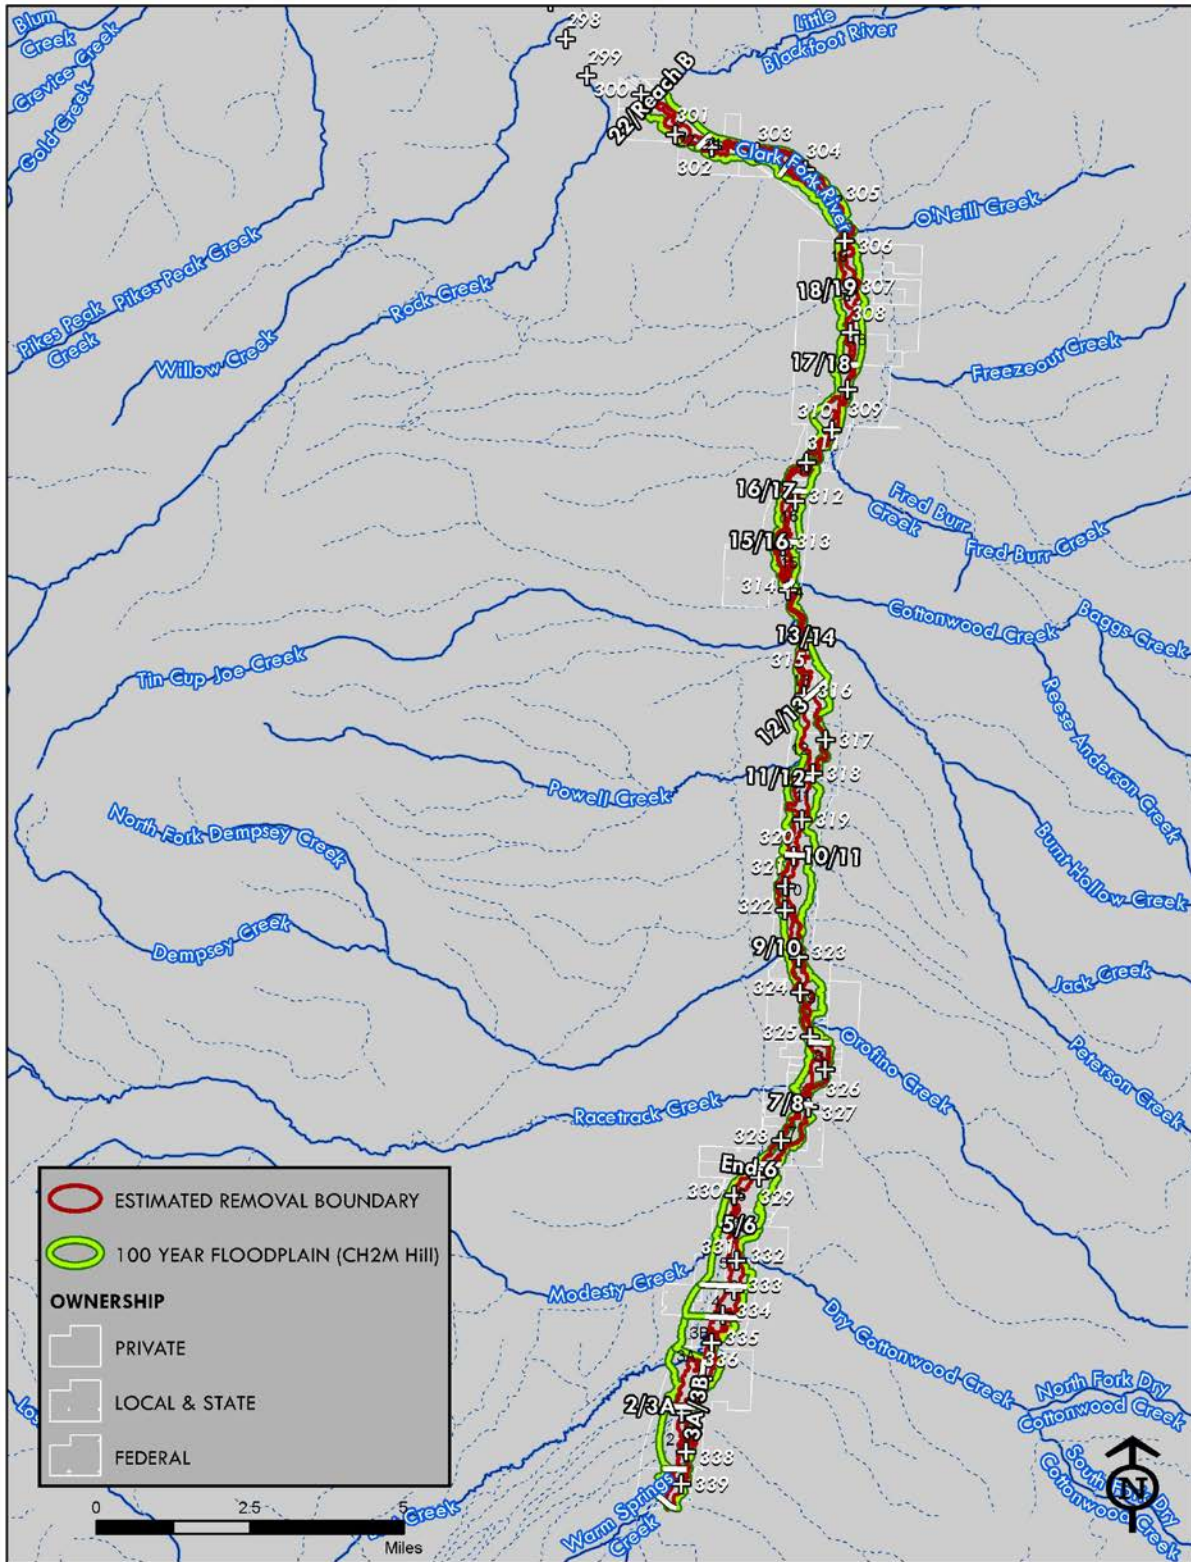 Blum
Creek
Crevice Creek
Gold Creek
298
299
300
Little
Blackfoot River
22/Reach B
301
302
303
304
Clark Fork River
305
O'Neill Creek
306
Pikes Peak
Creek
Pikes Peak Creek
Rock Creek
Willow Creek
18/19
307
308
17/18
Freezeout Creek
309
310
311
16/17
312
Fred Burr
Creek
Fred Burr Creek
15/16
313
314
Cottonwood Creek
Baggs Creek
13/14
315
Tin Cup Joe Creek
316
12/13
Reese Anderson Creek
317
11/12
318
Powell Creek
319
North Fork Dempsey Creek
320
10/11
Burnt Hollow Creek
321
322
Dempsey Creek
9/10
323
324
Jack Creek
325
Orofino Creek
Peterson Creek
326
Racetrack Creek
7/8
327
328
End 6
329
330
5/6
331
332
Modesty Creek
333
4
334
Dry Cottonwood Creek
3B
335
3A
336
North Fork Dry
Cottonwood Creek
2/3A
3A/3B
2
338
South Fork Dry
Cottonwood Creek
339
Warm Springs
Creek
ESTIMATED REMOVAL BOUNDARY
100 YEAR FLOODPLAIN (CH2M Hill)
OWNERSHIP
PRIVATE
LOCAL & STATE
FEDERAL
0 2.5 5
Miles
N